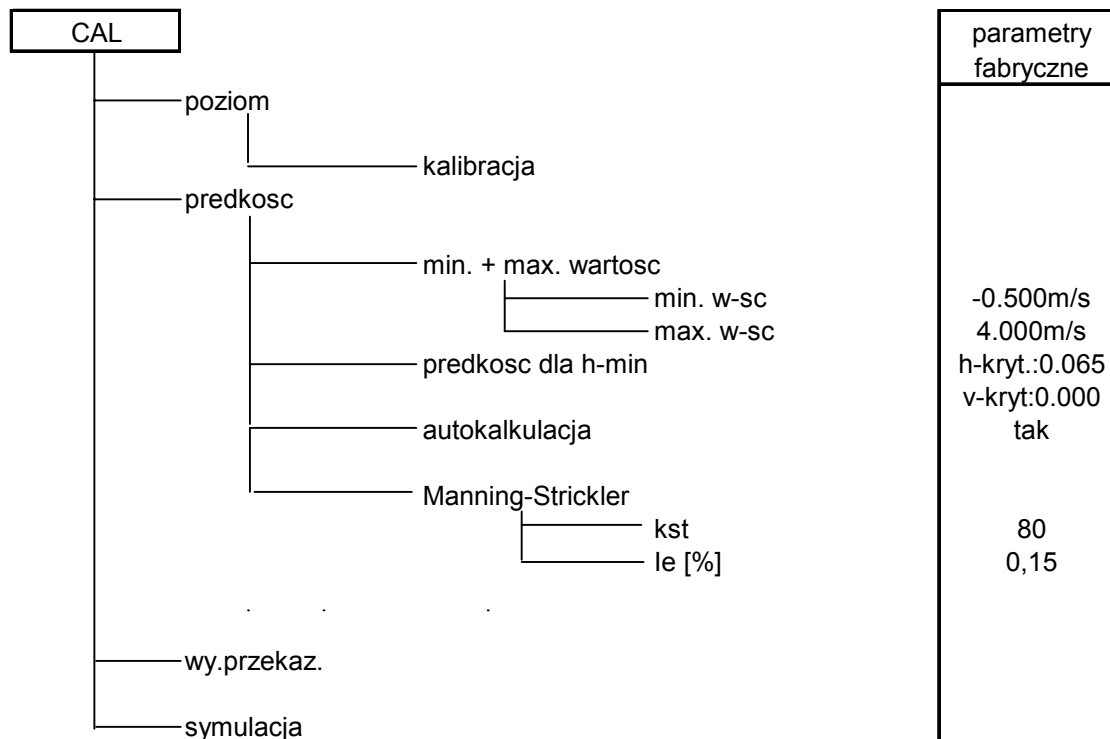 CAL
parametry
fabryczne
poziom
kalibracja
predkosc
min. + max. wartosc
min. w-sc -0.500m/s
max. w-sc 4.000m/s
predkosc dla h-min h-kryt.:0.065
v-kryt:0.000
autokalkulacja tak
Manning-Strickler
kst 80
Ie [%] 0,15
wy.przekaz.
symulacja